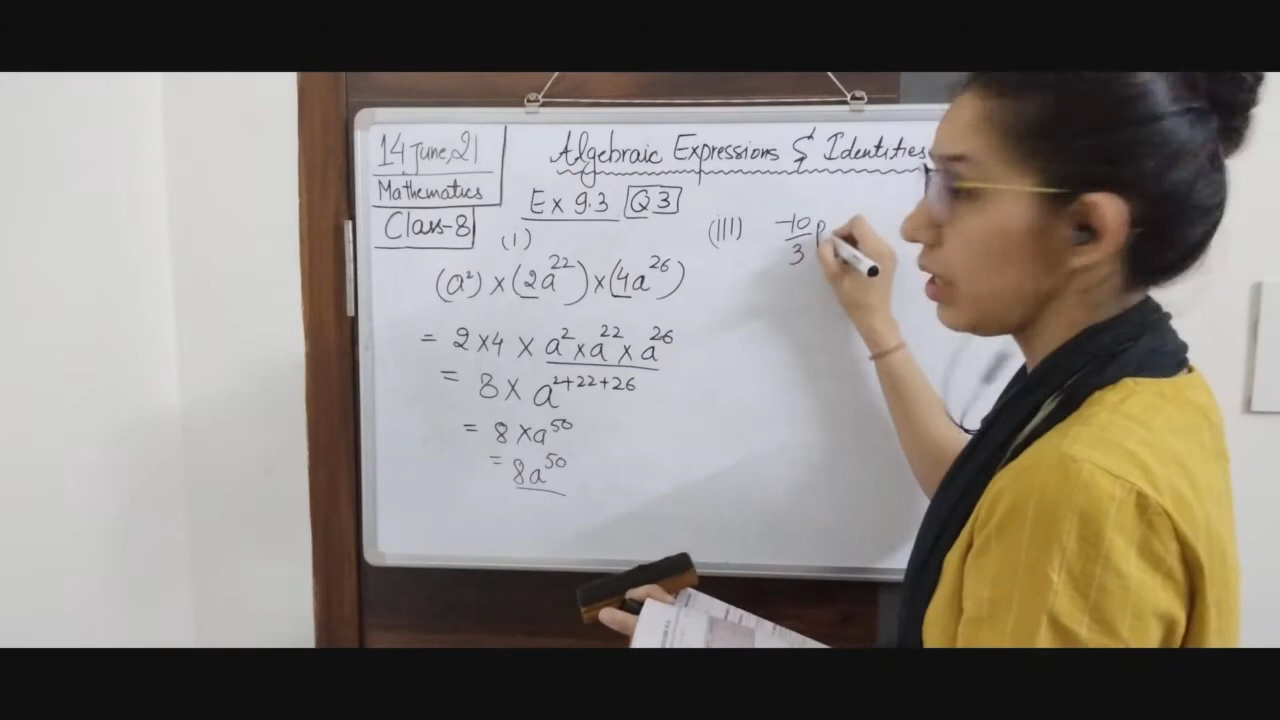 14 June, 21
Mathematics
Class-8
Algebraic Expressions & Identities
Ex 9.3 Q3
(i)
(a²) × (2a²²) × (4a²⁶)
= 2 × 4 × a² × a²² × a²⁶
= 8 × a²⁺²²⁺²⁶
= 8 × a⁵⁰
= 8a⁵⁰
(iii) -10/3 p